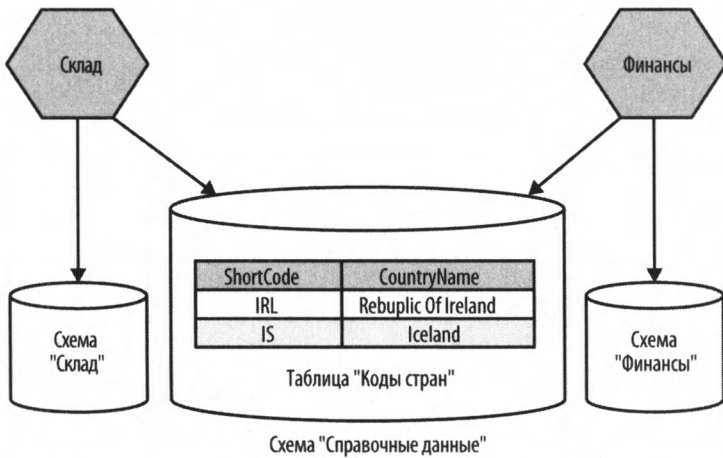 Склад
Финансы
ShortCode CountryName
IRL Rebuplic Of Ireland
IS Iceland
Таблица "Коды стран"
Схема
"Склад"
Схема
"Финансы"
Схема "Справочные данные"